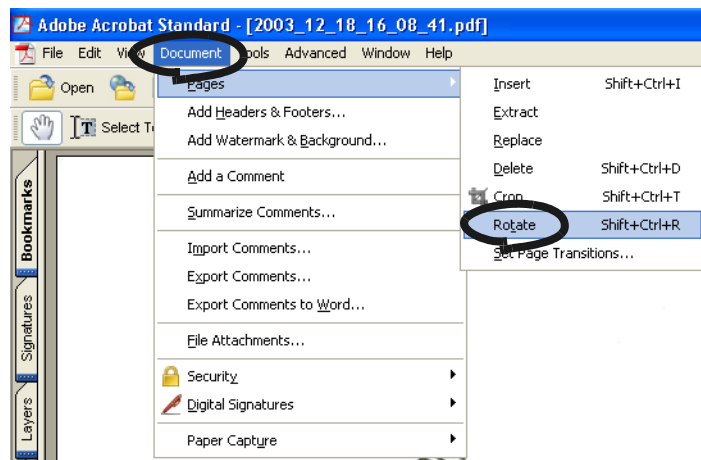 Adobe Acrobat Standard - [2003_12_18_16_08_41.pdf]
File Edit View Document Tools Advanced Window Help
Open
Select
Bookmarks
Signatures
Layers
Pages
Add Headers & Footers...
Add Watermark & Background...
Add a Comment
Summarize Comments...
Import Comments...
Export Comments...
Export Comments to Word...
File Attachments...
Security
Digital Signatures
Paper Capture
Insert Shift+Ctrl+I
Extract
Replace
Delete Shift+Ctrl+D
Crop Shift+Ctrl+T
Rotate Shift+Ctrl+R
Set Page Transitions...